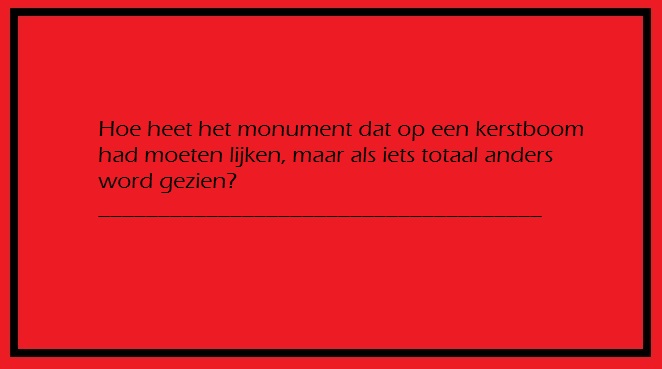 Hoe heet het monument dat op een kerstboom
had moeten lijken, maar als iets totaal anders
word gezien?